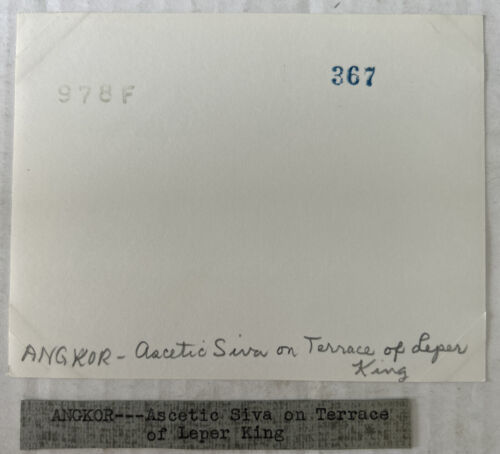 978F
367
ANGKOR - Ascetic Siva on Terrace of Leper
King
ANGKOR---Ascetic Siva on Terrace
of Leper King